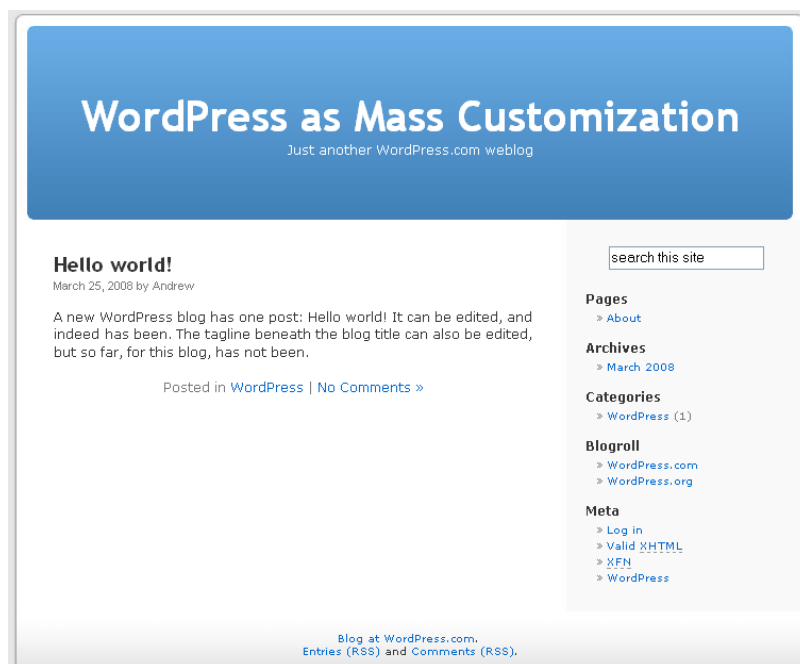 WordPress as Mass Customization
Just another WordPress.com weblog
Hello world!
March 25, 2008 by Andrew
A new WordPress blog has one post: Hello world! It can be edited, and
indeed has been. The tagline beneath the blog title can also be edited,
but so far, for this blog, has not been.
Posted in WordPress | No Comments »
search this site
Pages
» About
Archives
» March 2008
Categories
» WordPress (1)
Blogroll
» WordPress.com
» WordPress.org
Meta
» Log in
» Valid XHTML
» XFN
» WordPress
Blog at WordPress.com.
Entries (RSS) and Comments (RSS).